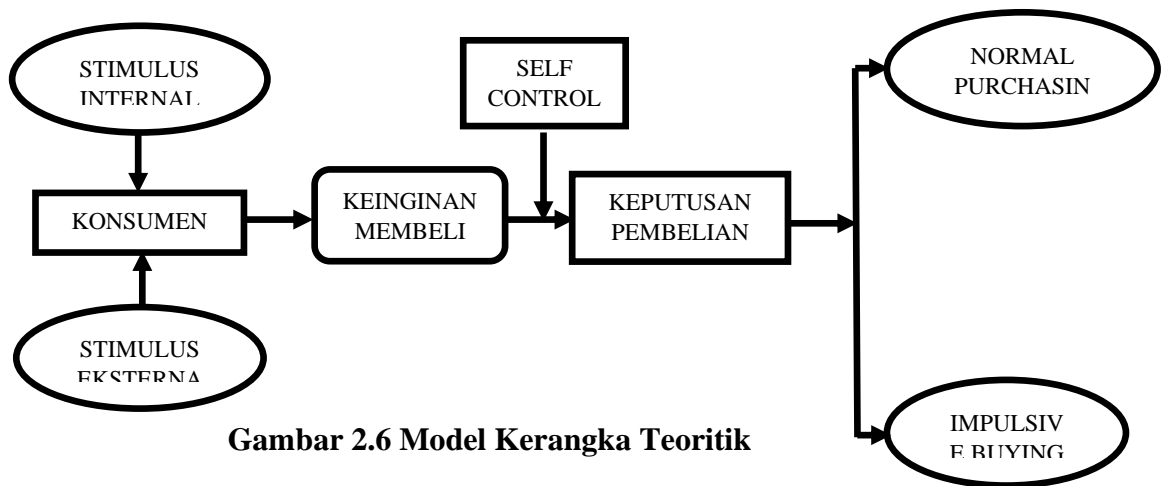 STIMULUS
INTERNAL
SELF
CONTROL
NORMAL
PURCHASIN
KONSUMEN
KEINGINAN
MEMBELI
KEPUTUSAN
PEMBELIAN
STIMULUS
EKSTERNA
IMPULSIV
E BUYING
Gambar 2.6 Model Kerangka Teoritik